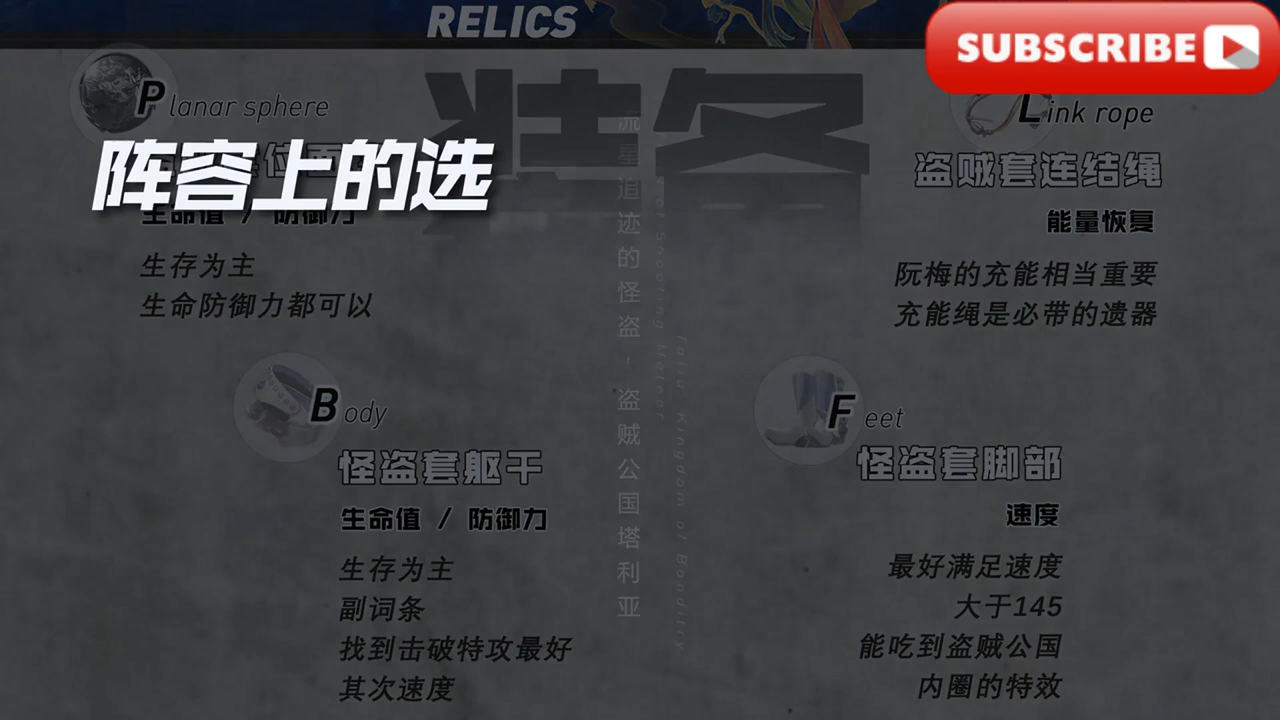 RELICS
SUBSCRIBE
装备
Planar sphere
阵容上的选
生命值 / 防御力
生存为主
生命防御力都可以
Link rope
盗贼套连结绳
能量恢复
阮梅的充能相当重要
充能绳是必带的遗器
流星追迹的怪盗 - 盗贼公国塔利亚
Talia Kingdom of Banditry
Body
怪盗套躯干
生命值 / 防御力
生存为主
副词条
找到击破特攻最好
其次速度
Feet
怪盗套脚部
速度
最好满足速度
大于145
能吃到盗贼公国
内圈的特效